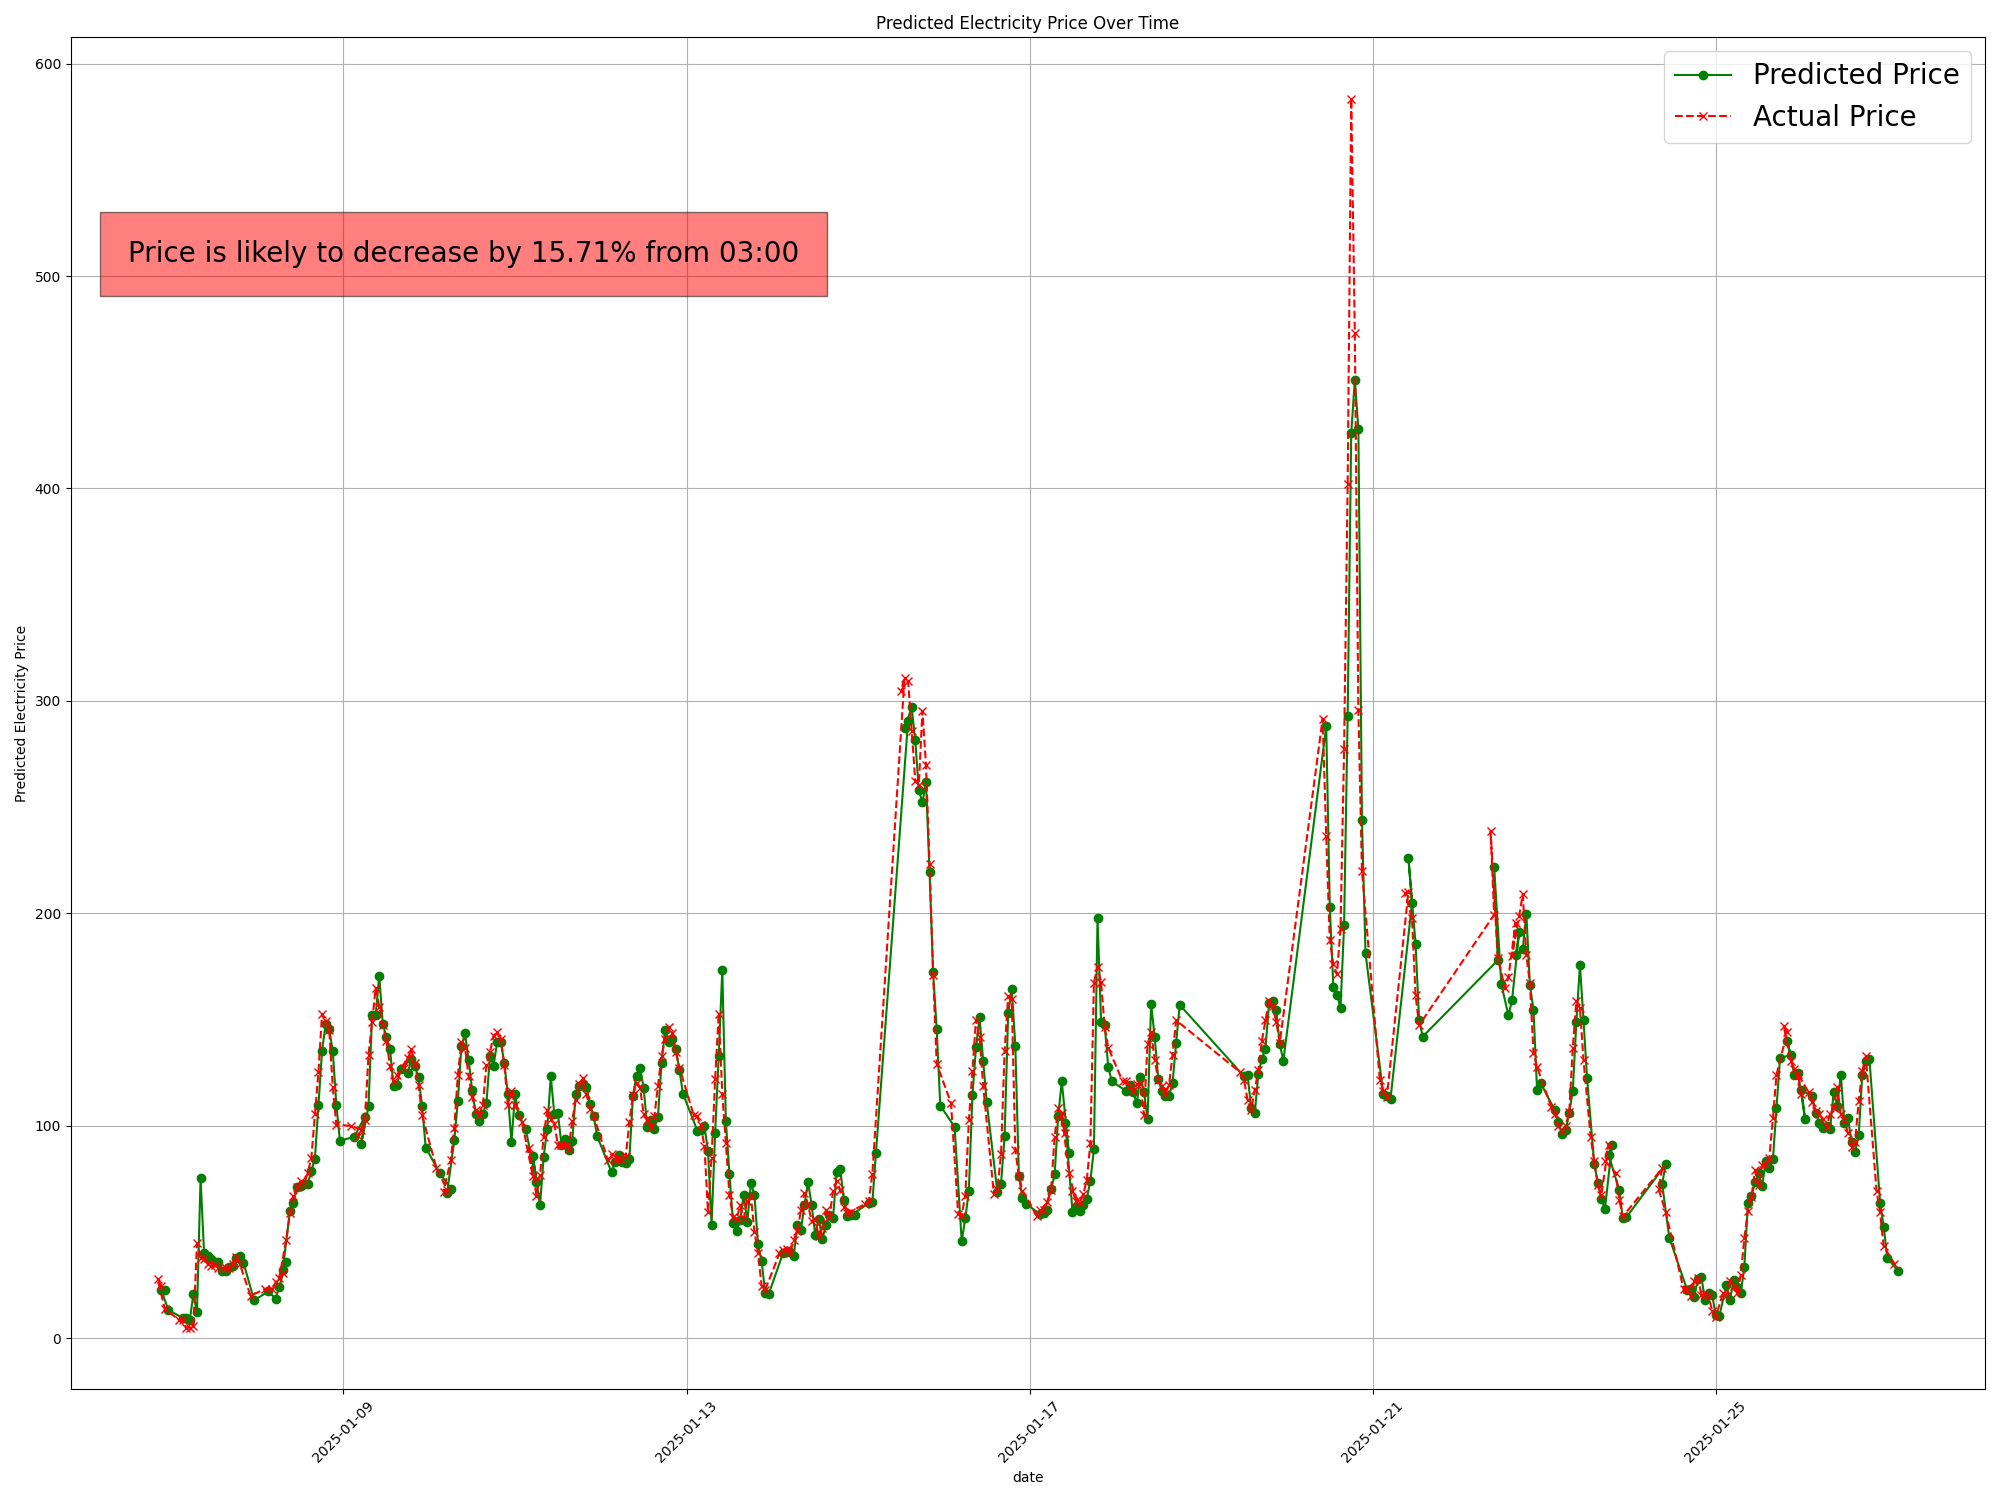 Predicted Electricity Price Over Time
Predicted Price
Actual Price
Price is likely to decrease by 15.71% from 03:00
Predicted Electricity Price
600
500
400
300
200
100
0
2025-01-09
2025-01-13
2025-01-17
2025-01-21
2025-01-25
date